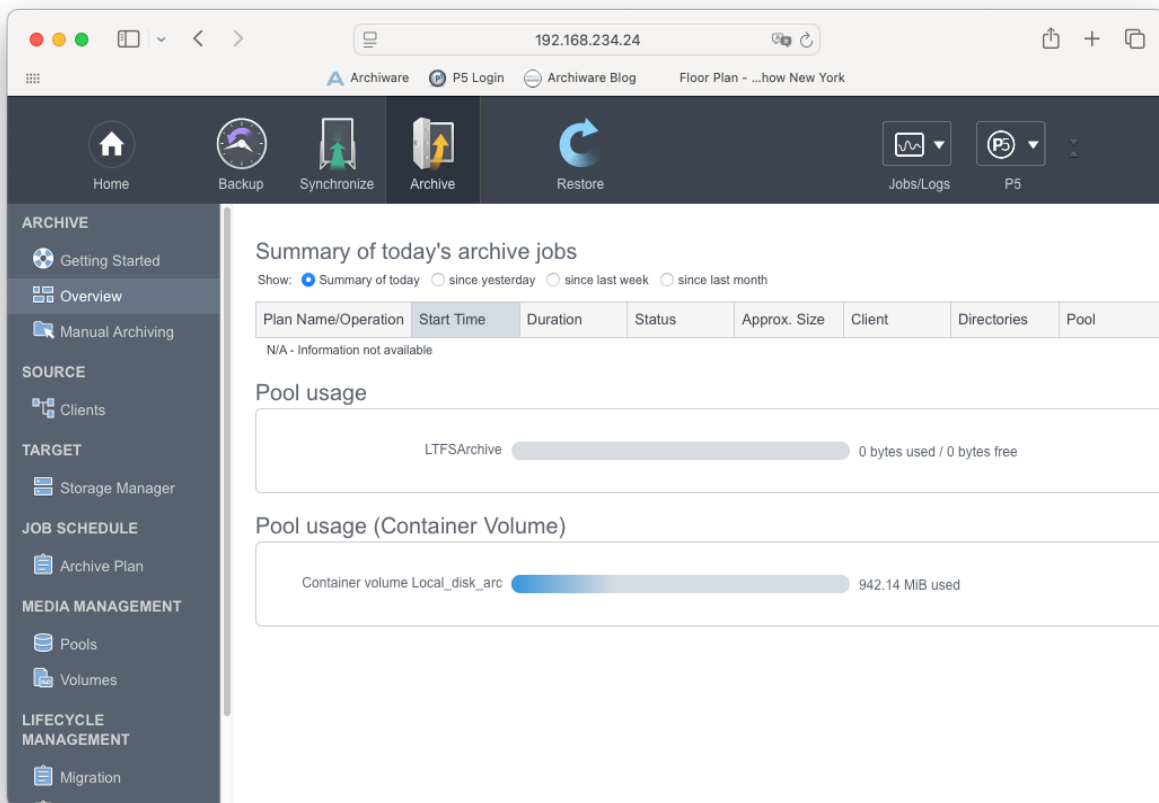 192.168.234.24
Archiware P5 Login Archiware Blog Floor Plan - ...how New York
Home Backup Synchronize Archive Restore Jobs/Logs P5
ARCHIVE
Getting Started
Overview
Manual Archiving
SOURCE
Clients
TARGET
Storage Manager
JOB SCHEDULE
Archive Plan
MEDIA MANAGEMENT
Pools
Volumes
LIFECYCLE
MANAGEMENT
Migration
Summary of today's archive jobs
Show: Summary of today since yesterday since last week since last month
Plan Name/Operation Start Time Duration Status Approx. Size Client Directories Pool
N/A - Information not available
Pool usage
LTFSArchive 0 bytes used / 0 bytes free
Pool usage (Container Volume)
Container volume Local_disk_arc 942.14 MiB used